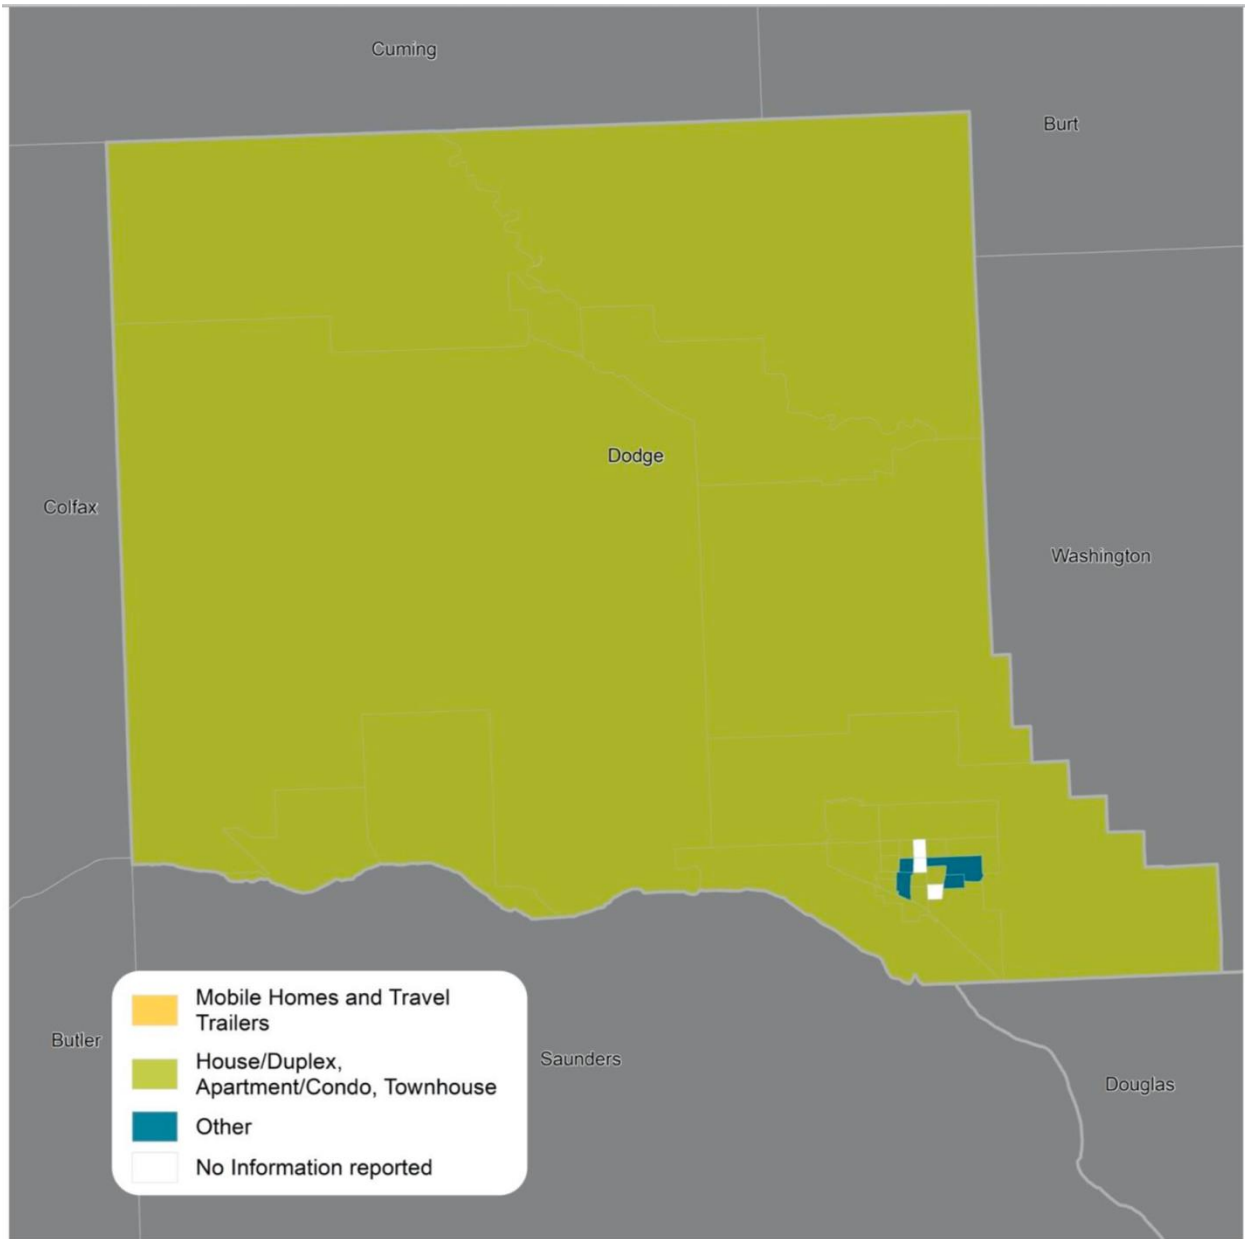 Cuming
Burt
Dodge
Colfax
Washington
Mobile Homes and Travel
Trailers
House/Duplex,
Apartment/Condo, Townhouse
Other
No Information reported
Butler
Saunders
Douglas